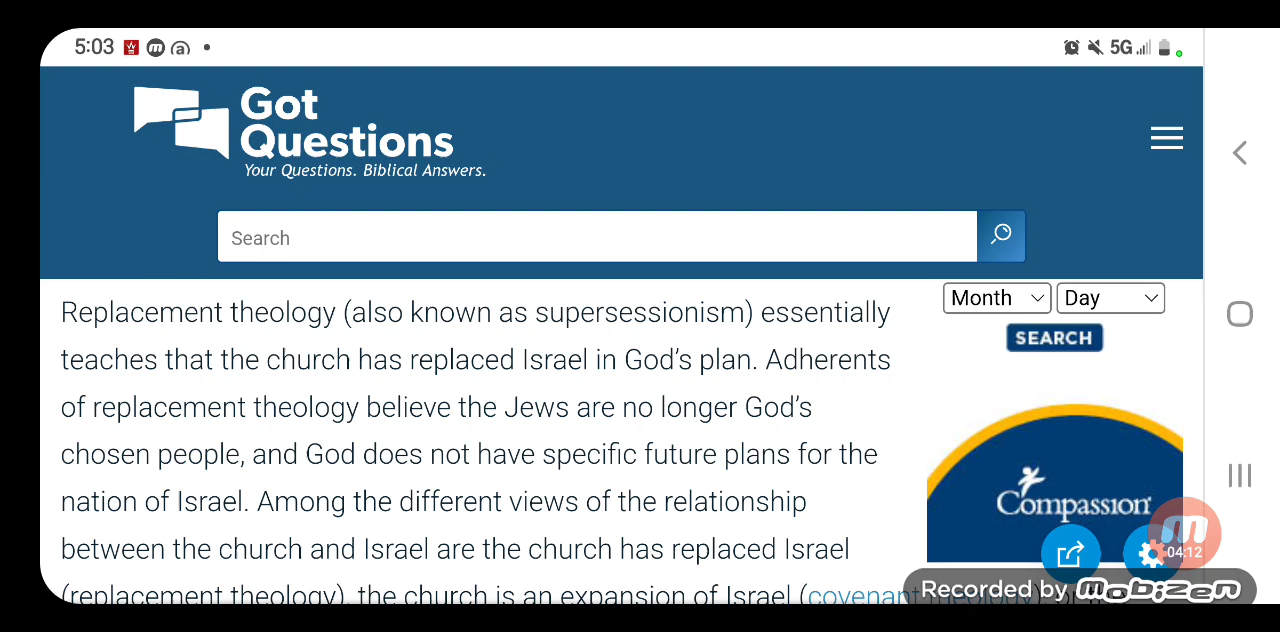 5:03
5G
Got
Questions
Your Questions. Biblical Answers.
Search
Month
Day
SEARCH
Replacement theology (also known as supersessionism) essentially
teaches that the church has replaced Israel in God's plan. Adherents
of replacement theology believe the Jews are no longer God's
chosen people, and God does not have specific future plans for the
nation of Israel. Among the different views of the relationship
between the church and Israel are the church has replaced Israel
(replacement theology), the church is an expansion of Israel (covenant
Compassion
04:12
Recorded by mobizen